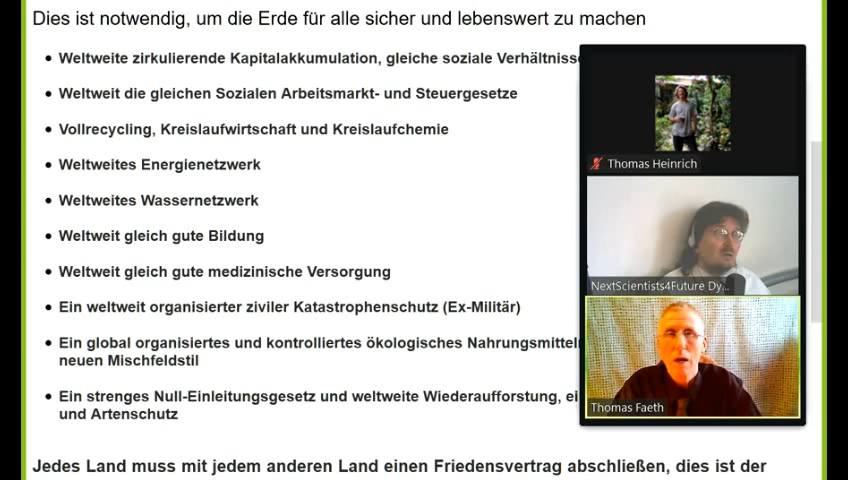 Dies ist notwendig, um die Erde für alle sicher und lebenswert zu machen
Weltweite zirkulierende Kapitalakkumulation, gleiche soziale Verhältnisse
Weltweit die gleichen Sozialen Arbeitsmarkt- und Steuergesetze
Vollrecycling, Kreislaufwirtschaft und Kreislaufchemie
Weltweites Energienetzwerk
Weltweites Wassernetzwerk
Weltweit gleich gute Bildung
Weltweit gleich gute medizinische Versorgung
Ein weltweit organisierter ziviler Katastrophenschutz (Ex-Militär)
Ein global organisiertes und kontrolliertes ökologisches
neuen Mischfeldstil
Ein strenges Null-Einleitungsgesetz und weltweite Wiederaufforstung,
und Artenschutz
Jedes Land muss mit jedem anderen Land einen Friedensvertrag abschließen, dies ist der
Thomas Heinrich
NextScientists4Future Dy...
Thomas Faeth